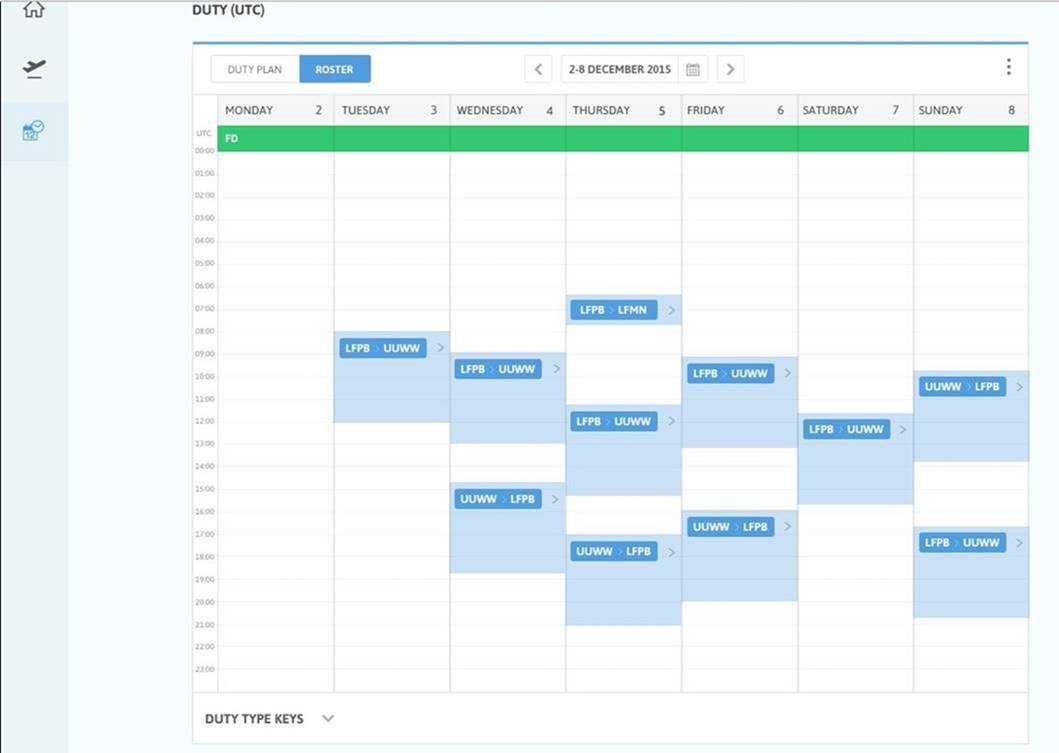 DUTY (UTC)
DUTY PLAN ROSTER 2-8 DECEMBER 2015
MONDAY 2 TUESDAY 3 WEDNESDAY 4 THURSDAY 5 FRIDAY 6 SATURDAY 7 SUNDAY 8
UTC FD
00:00
01:00
02:00
03:00
04:00
05:00
06:00
07:00 LFPB > LFMN >
08:00
LFPB > UUWW >
09:00
LFPB > UUWW > LFPB > UUWW >
10:00
UUWW > LFPB >
11:00
12:00 LFPB > UUWW > LFPB > UUWW >
13:00
14:00
15:00
UUWW > LFPB >
16:00
UUWW > LFPB >
17:00
LFPB > UUWW >
UUWW > LFPB >
18:00
19:00
20:00
21:00
22:00
23:00
DUTY TYPE KEYS
12